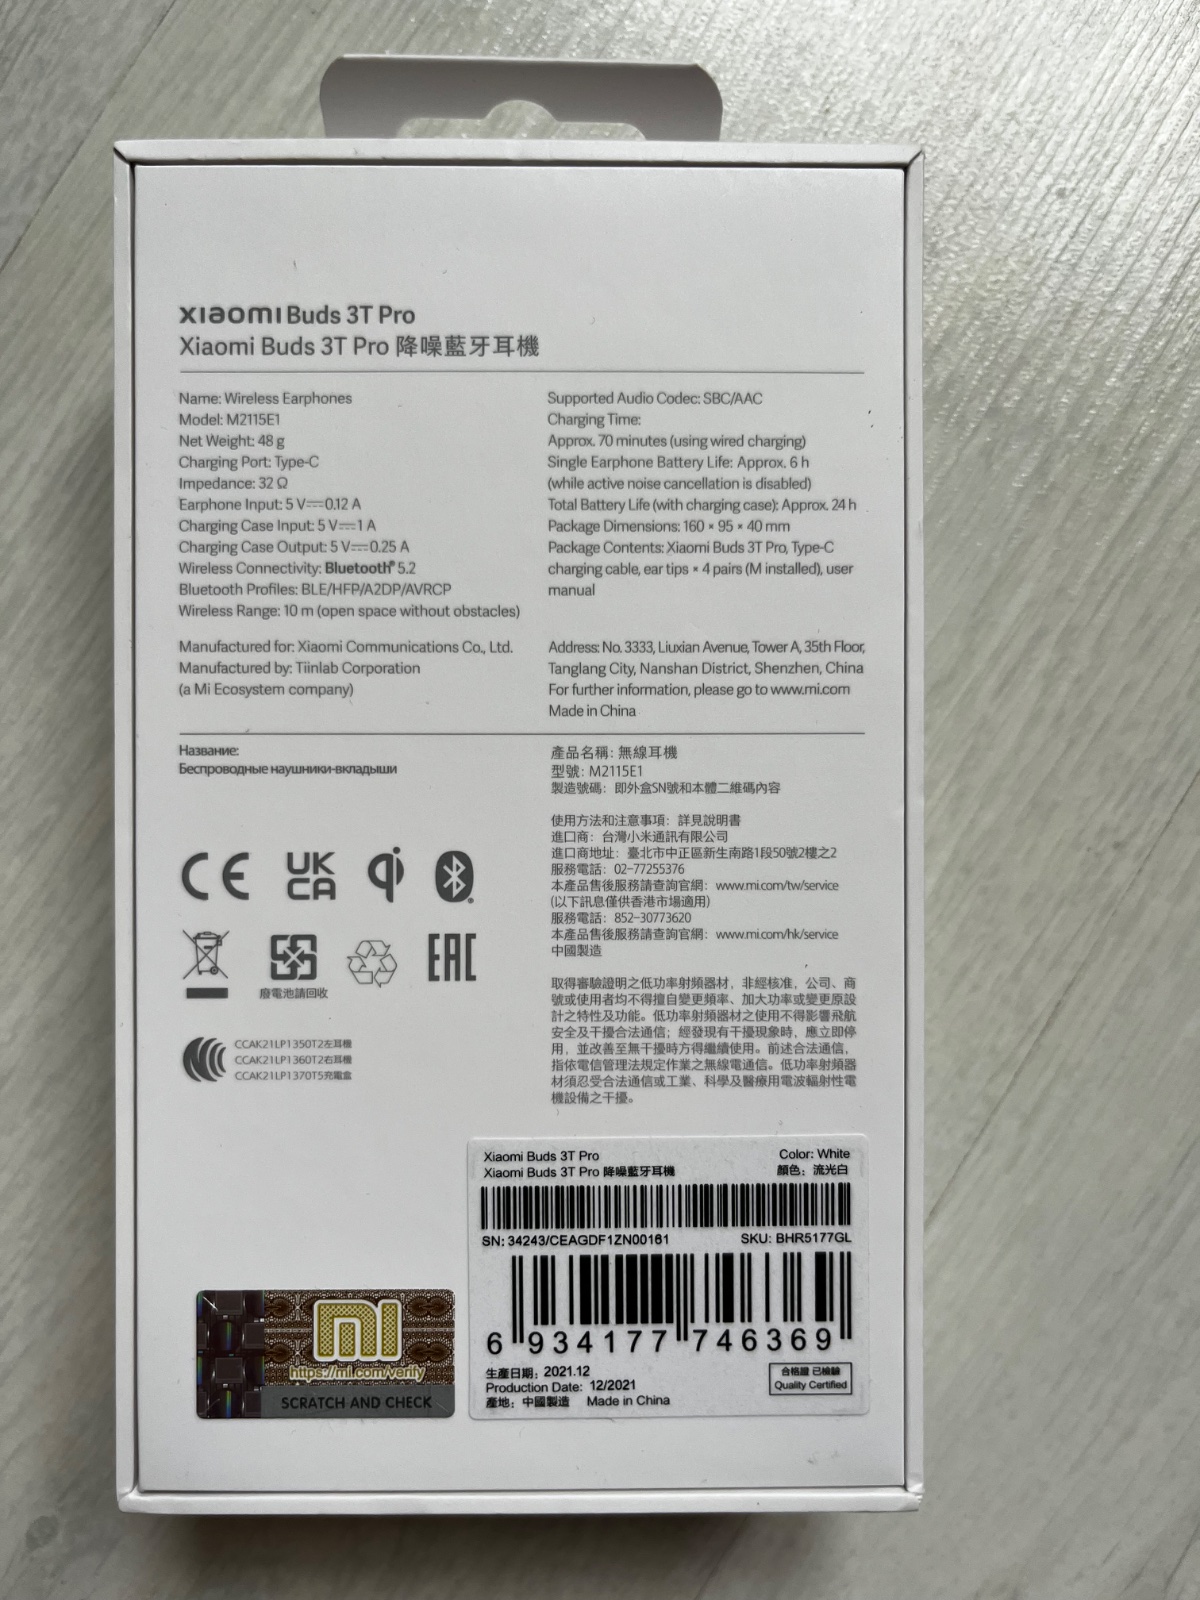 xiaomi Buds 3T Pro
Xiaomi Buds 3T Pro 降噪藍牙耳機
Name: Wireless Earphones
Model: M2115E1
Net Weight: 48 g
Charging Port: Type-C
Impedance: 32 Ω
Earphone Input: 5 V⎓0.12 A
Charging Case Input: 5 V⎓1 A
Charging Case Output: 5 V⎓0.25 A
Wireless Connectivity: Bluetooth® 5.2
Bluetooth Profiles: BLE/HFP/A2DP/AVRCP
Wireless Range: 10 m (open space without obstacles)
Supported Audio Codec: SBC/AAC
Charging Time:
Approx. 70 minutes (using wired charging)
Single Earphone Battery Life: Approx. 6 h
(while active noise cancellation is disabled)
Total Battery Life (with charging case): Approx. 24 h
Package Dimensions: 160 × 95 × 40 mm
Package Contents: Xiaomi Buds 3T Pro, Type-C
charging cable, ear tips × 4 pairs (M installed), user
manual
Manufactured for: Xiaomi Communications Co., Ltd.
Manufactured by: Tiinlab Corporation
(a Mi Ecosystem company)
Address: No. 3333, Liuxian Avenue, Tower A, 35th Floor,
Tanglang City, Nanshan District, Shenzhen, China
For further information, please go to www.mi.com
Made in China
Название:
Беспроводные наушники-вкладыши
CE
UK
CA
qi
EAC
廢電池請回收
CCAK21LP1350T2左耳機
CCAK21LP1360T2右耳機
CCAK21LP1370T5充電盒
產品名稱: 無線耳機
型號: M2115E1
製造號碼: 即外盒SN號和本體二維碼內容
使用方法和注意事項: 詳見說明書
進口商: 台灣小米通訊有限公司
進口商地址: 臺北市中正區新生南路1段50號2樓之2
服務電話: 02-77255376
本產品售後服務請查詢官網: www.mi.com/tw/service
(以下訊息僅供香港市場適用)
服務電話: 852-30773620
本產品售後服務請查詢官網: www.mi.com/hk/service
中國製造
取得審驗證明之低功率射頻器材，非經核准，公司、商
號或使用者均不得擅自變更頻率、加大功率或變更原設
計之特性及功能。低功率射頻器材之使用不得影響飛航
安全及干擾合法通信；經發現有干擾現象時，應立即停
用，並改善至無干擾時方得繼續使用。前述合法通信，
指依電信管理法規定作業之無線電通信。低功率射頻器
材須忍受合法通信或工業、科學及醫療用電波輻射性電
機設備之干擾。
Xiaomi Buds 3T Pro
Color: White
Xiaomi Buds 3T Pro 降噪藍牙耳機
顏色: 流光白
SN: 34243/CEAGDF1ZN00161
SKU: BHR5177GL
6 934177 746369
生產日期: 2021.12
Production Date: 12/2021
產地: 中國製造 Made in China
合格證 已檢驗
Quality Certified
mi
https://mi.com/verify
SCRATCH AND CHECK